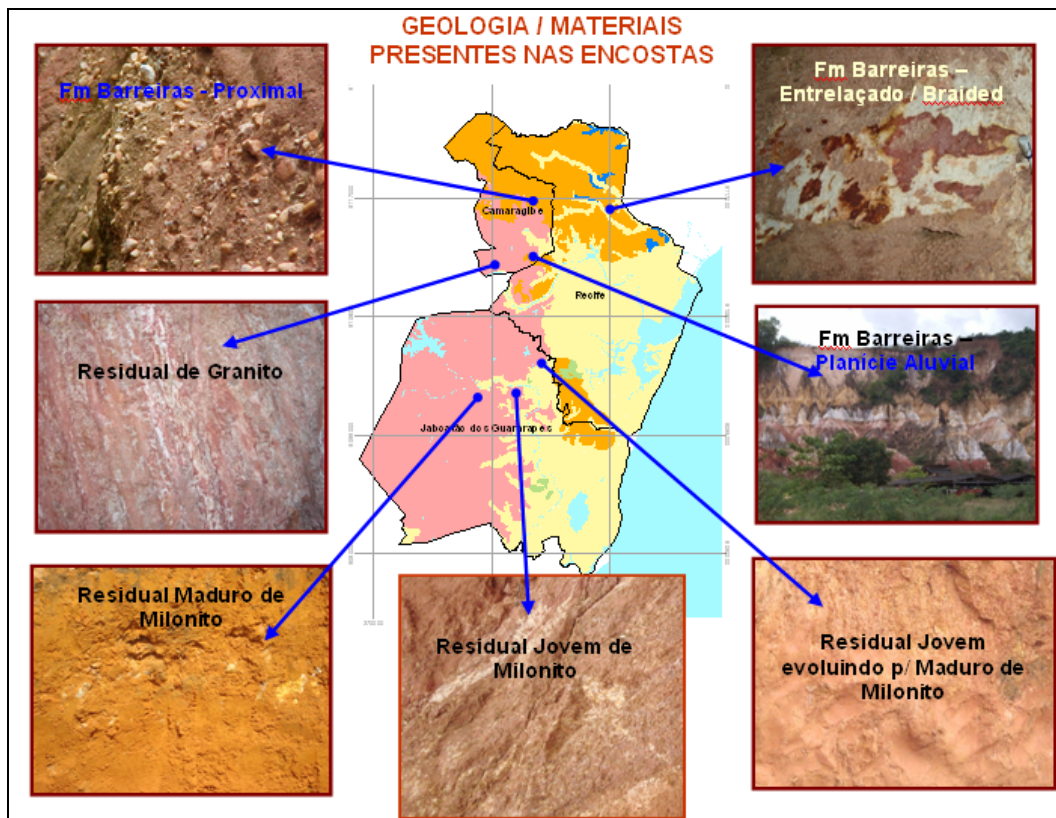 GEOLOGIA / MATERIAIS
PRESENTES NAS ENCOSTAS
Fm Barreiras - Proximal
Fm Barreiras –
Entrelaçado / Braided
Camaragibe
Recife
Residual de Granito
Fm Barreiras –
Planície Aluvial
Jaboatão dos Guararapes
Residual Maduro de
Milonito
Residual Jovem de
Milonito
Residual Jovem
evoluindo p/ Maduro de
Milonito